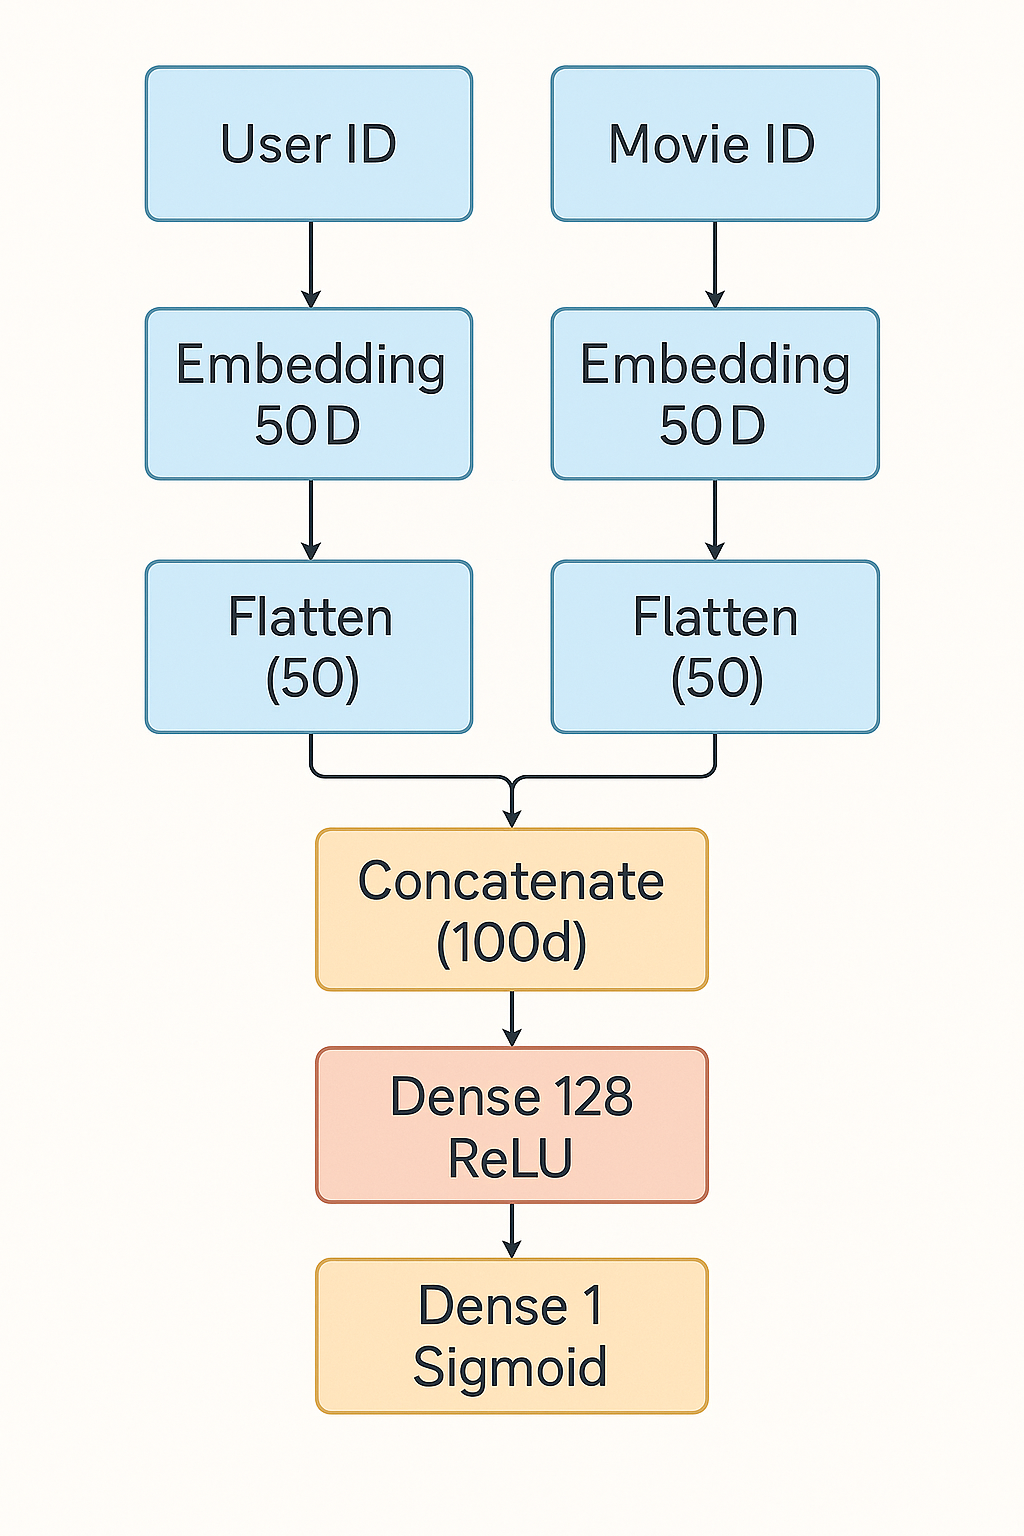 User ID
Movie ID
Embedding
50 D
Embedding
50 D
Flatten
(50)
Flatten
(50)
Concatenate
(100d)
Dense 128
ReLU
Dense 1
Sigmoid